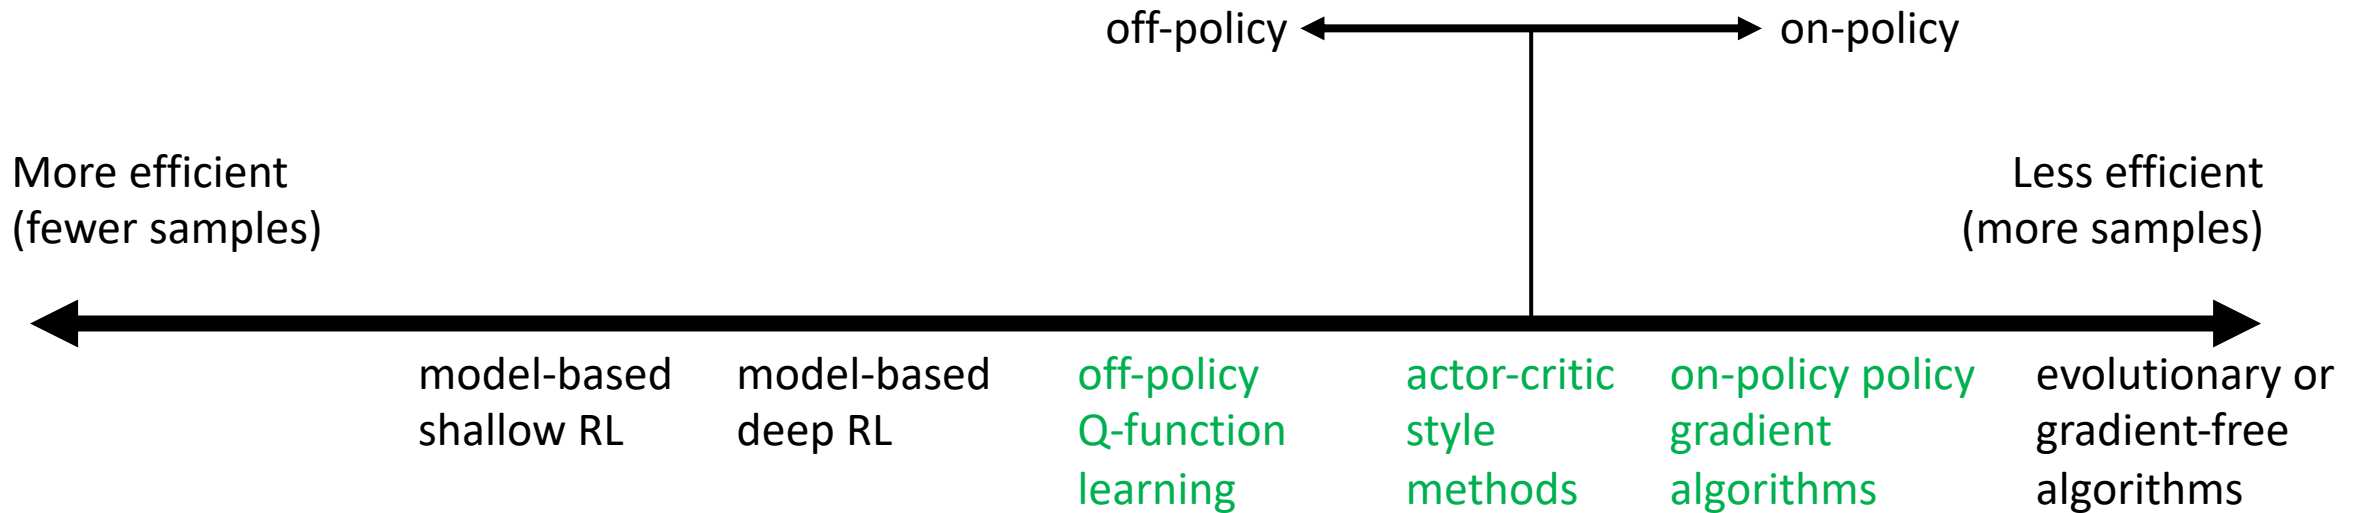 off-policy
on-policy
More efficient
(fewer samples)
Less efficient
(more samples)
model-based
shallow RL
model-based
deep RL
off-policy
Q-function
learning
actor-critic
style
methods
on-policy policy
gradient
algorithms
evolutionary or
gradient-free
algorithms